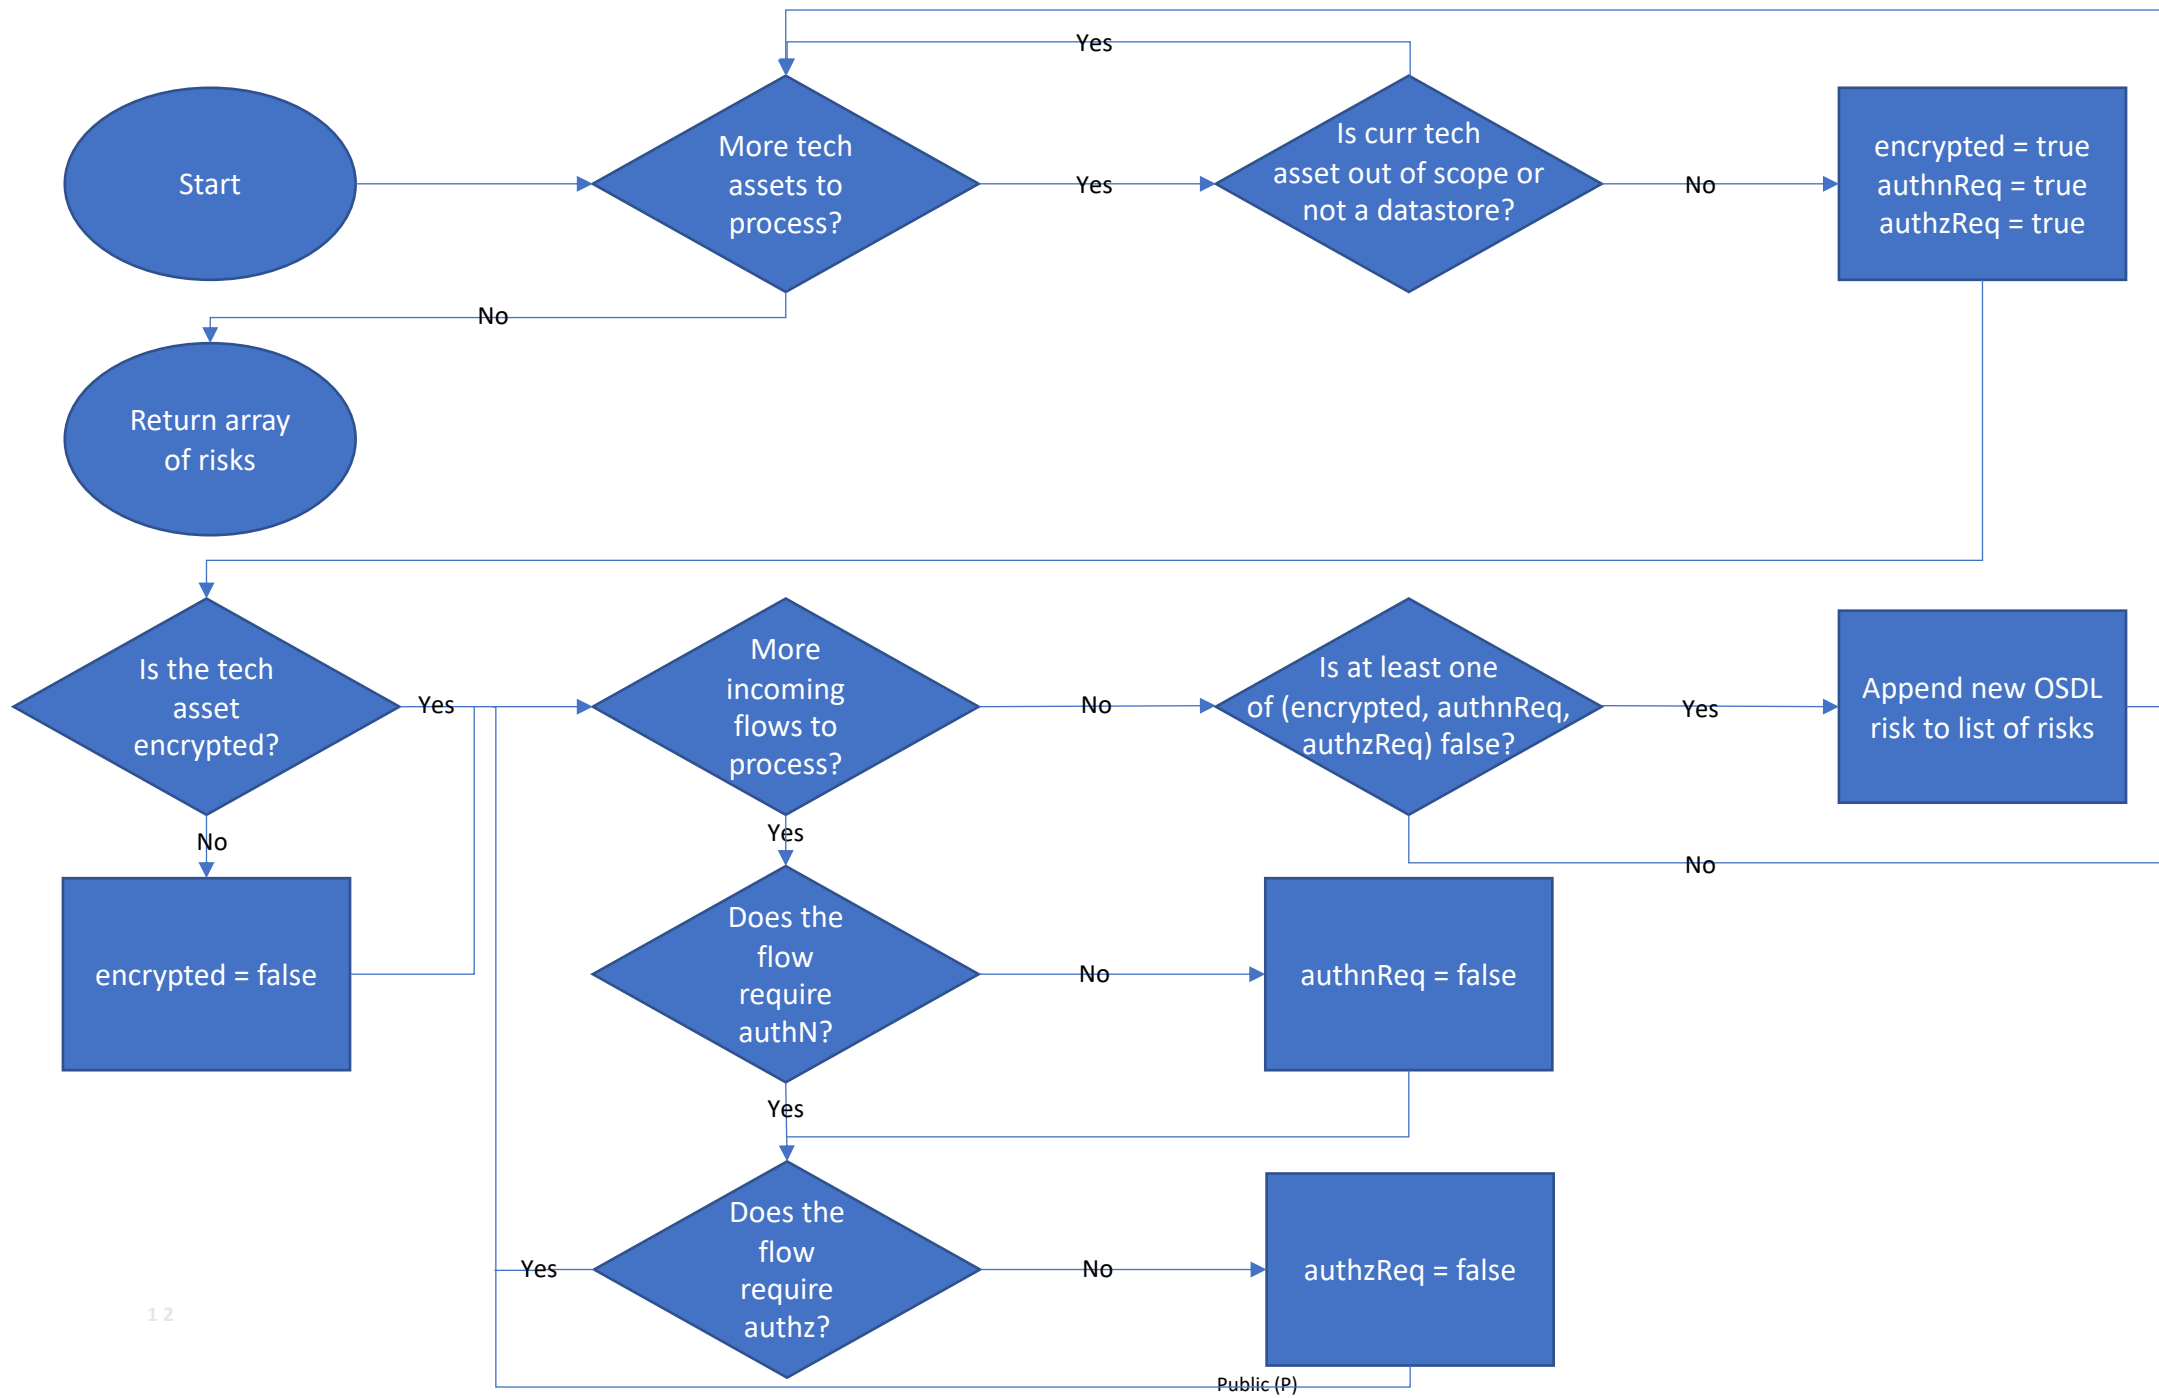 Yes
Start
More tech
assets to
process?
Yes
Is curr tech
asset out of scope or
not a datastore?
No
encrypted = true
authnReq = true
authzReq = true
No
Return array
of risks
Is the tech
asset
encrypted?
Yes
More
incoming
flows to
process?
No
Is at least one
of (encrypted, authnReq,
authzReq) false?
Yes
Append new OSDL
risk to list of risks
No
Yes
No
encrypted = false
Does the
flow
require
authN?
No
authnReq = false
Yes
Does the
flow
require
authz?
Yes
No
authzReq = false
12
Public (P)